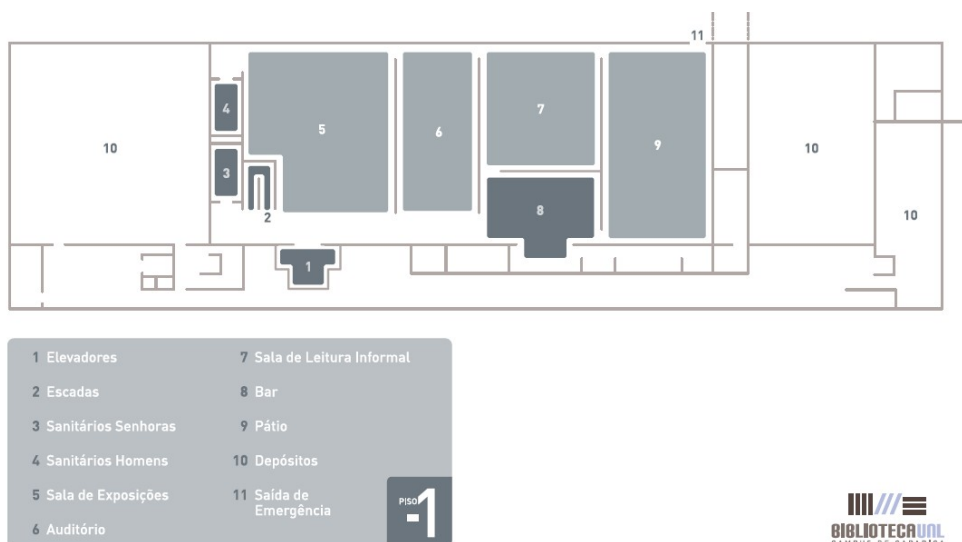 11
4
10
5
6
7
9
10
3
8
10
2
1
1 Elevadores
2 Escadas
3 Sanitários Senhoras
4 Sanitários Homens
5 Sala de Exposições
6 Auditório
7 Sala de Leitura Informal
8 Bar
9 Pátio
10 Depósitos
11 Saída de
Emergência
PISO
-1
BIBLIOTECAUNL